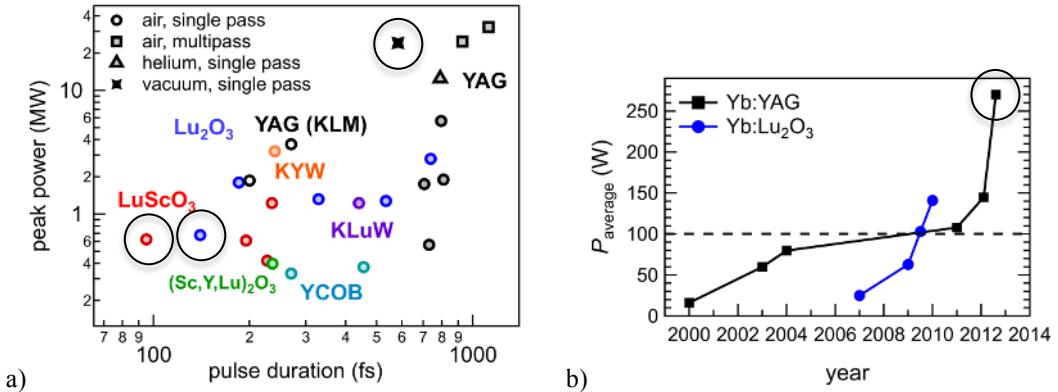 air, single pass
air, multipass
helium, single pass
vacuum, single pass
YAG
Lu2O3
YAG (KLM)
KYW
LuScO3
KLuW
(Sc,Y,Lu)2O3
YCOB
peak power (MW)
4
2
10
6
4
2
1
6
4
2
7 8 9 2 3 4 5 6 7 8 9
100 1000
pulse duration (fs)
a)
Yb:YAG
Yb:Lu2O3
Paverage (W)
250
200
150
100
50
0
2000 2002 2004 2006 2008 2010 2012 2014
year
b)